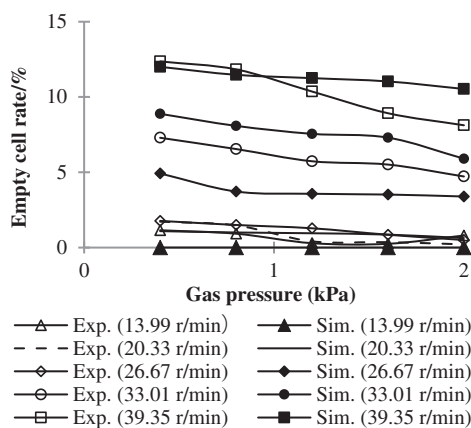 15
10
5
0
Empty cell rate/%
0
1
2
Gas pressure (kPa)
Exp. (13.99 r/min)
Sim. (13.99 r/min)
Exp. (20.33 r/min)
Sim. (20.33 r/min)
Exp. (26.67 r/min)
Sim. (26.67 r/min)
Exp. (33.01 r/min)
Sim. (33.01 r/min)
Exp. (39.35 r/min)
Sim. (39.35 r/min)